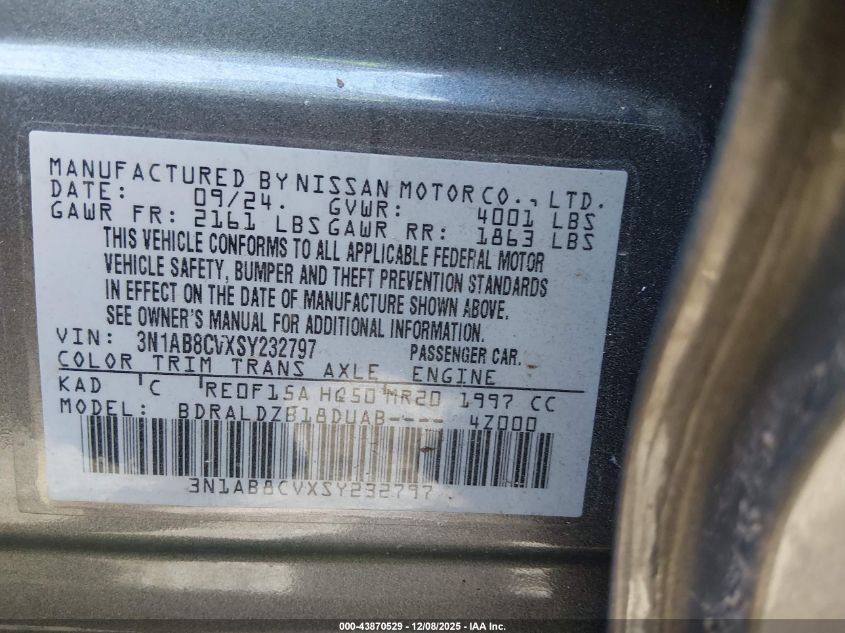 MANUFACTURED BY NISSAN MOTOR CO., LTD.
DATE: 09/24. GVWR: 4001 LBS
GAWR FR: 2161 LBS GAWR RR: 1863 LBS
THIS VEHICLE CONFORMS TO ALL APPLICABLE FEDERAL MOTOR
VEHICLE SAFETY, BUMPER AND THEFT PREVENTION STANDARDS
IN EFFECT ON THE DATE OF MANUFACTURE SHOWN ABOVE.
SEE OWNER'S MANUAL FOR ADDITIONAL INFORMATION.
VIN: 3N1AB8CVXSY232797 PASSENGER CAR.
COLOR TRIM TRANS AXLE ENGINE
KAD C RE0F15A HQ50 MR20 1997 CC
MODEL: BDRALDZB18DUAB---- 4Z000
3N1AB8CVXSY232797
000-43870529 - 12/08/2025 - IAA Inc.